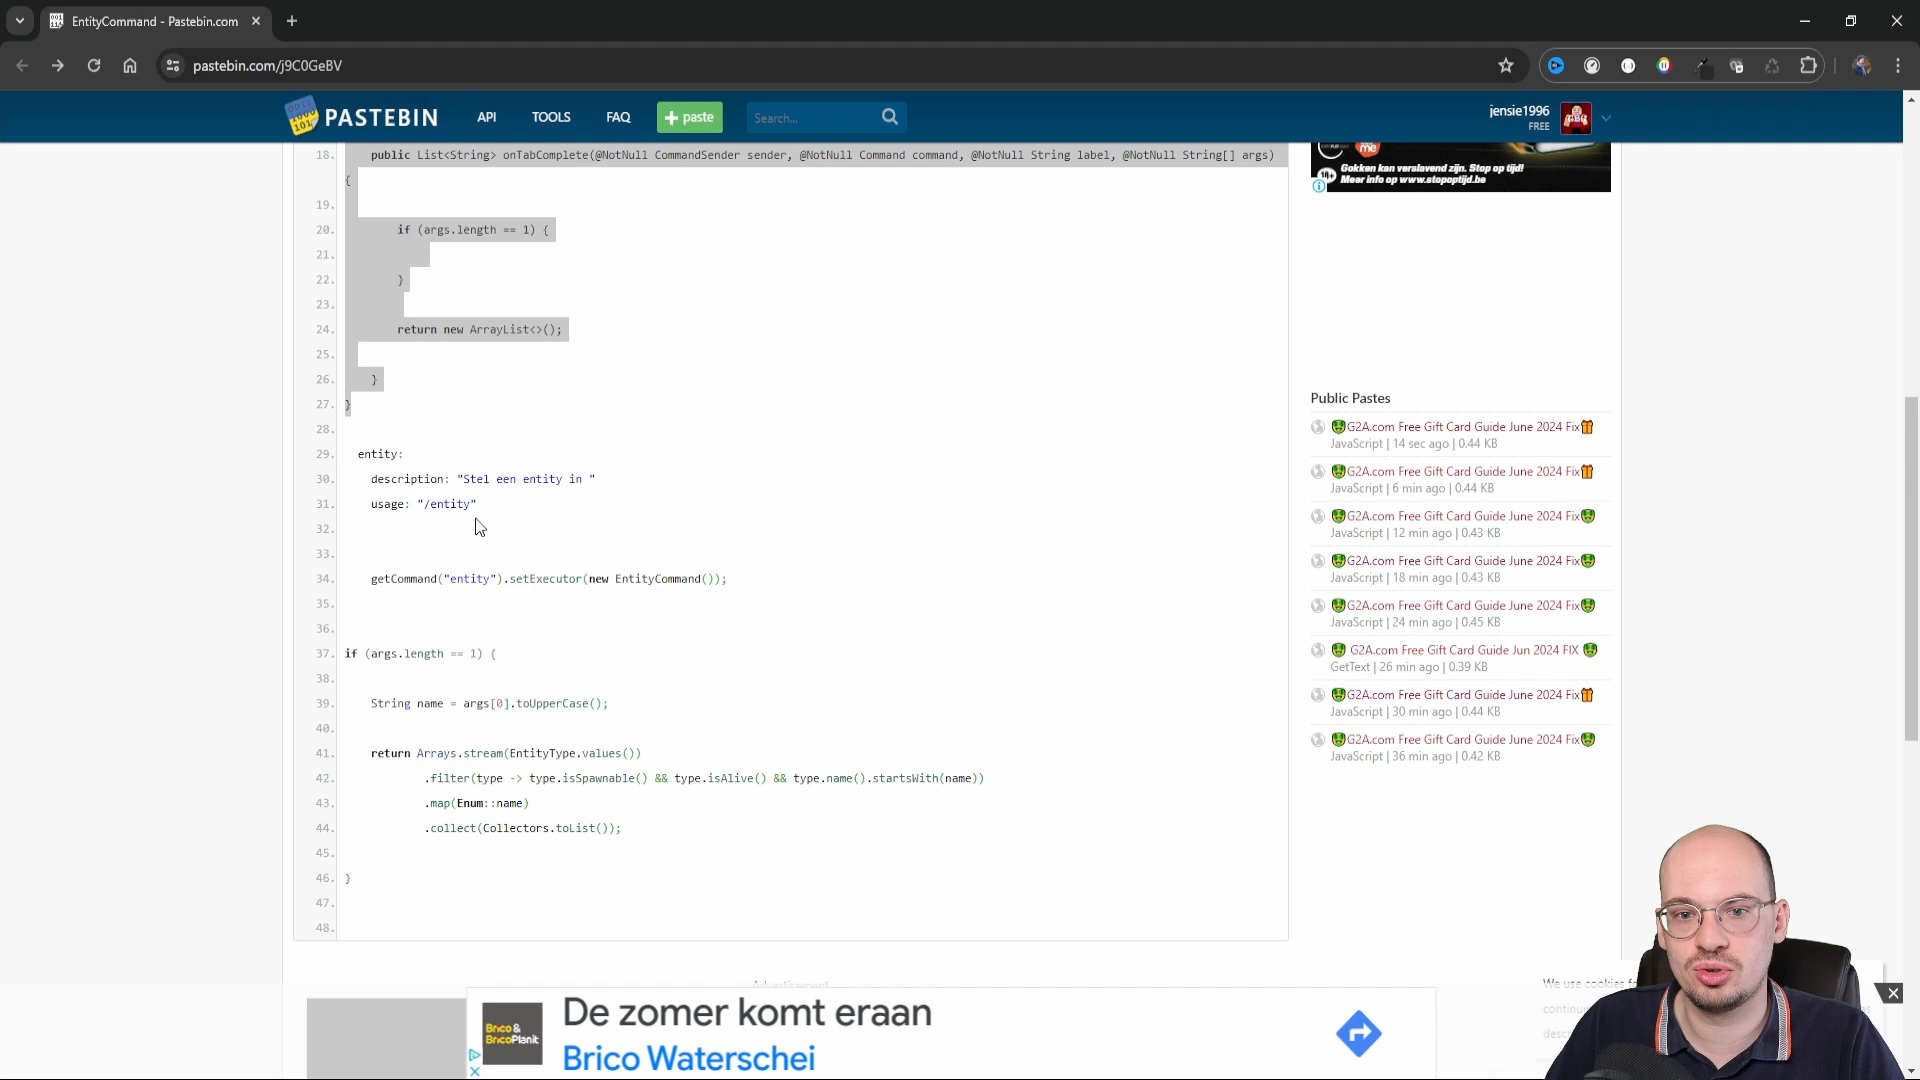 EntityCommand - Pastebin.com
pastebin.com/j9C0GeBV
PASTEBIN
API
TOOLS
FAQ
paste
Search...
jensie1996
FREE
18. public List<String> onTabComplete(@NotNull CommandSender sender, @NotNull Command command, @NotNull String label, @NotNull String[] args)
{
19.
20. if (args.length == 1) {
21.
22. }
23.
24. return new ArrayList<>();
25.
26. }
27. }
28.
29. entity:
30. description: "Stel een entity in "
31. usage: "/entity"
32.
33.
34. getCommand("entity").setExecutor(new EntityCommand());
35.
36.
37. if (args.length == 1) {
38.
39. String name = args[0].toUpperCase();
40.
41. return Arrays.stream(EntityType.values())
42. .filter(type -> type.isSpawnable() && type.isAlive() && type.name().startsWith(name))
43. .map(Enum::name)
44. .collect(Collectors.toList());
45.
46. }
47.
48.
me
18+
Gokken kan verslavend zijn. Stop op tijd!
Meer info op www.stopoptijd.be
Public Pastes
G2A.com Free Gift Card Guide June 2024 Fix
JavaScript | 14 sec ago | 0.44 KB
G2A.com Free Gift Card Guide June 2024 Fix
JavaScript | 6 min ago | 0.44 KB
G2A.com Free Gift Card Guide June 2024 Fix
JavaScript | 12 min ago | 0.43 KB
G2A.com Free Gift Card Guide June 2024 Fix
JavaScript | 18 min ago | 0.43 KB
G2A.com Free Gift Card Guide June 2024 Fix
JavaScript | 24 min ago | 0.45 KB
G2A.com Free Gift Card Guide Jun 2024 FIX
GetText | 26 min ago | 0.39 KB
G2A.com Free Gift Card Guide June 2024 Fix
JavaScript | 30 min ago | 0.44 KB
G2A.com Free Gift Card Guide June 2024 Fix
JavaScript | 36 min ago | 0.42 KB
Advertisement
We use cookies
Brico &
BricoPlanit
De zomer komt eraan
Brico Waterschei